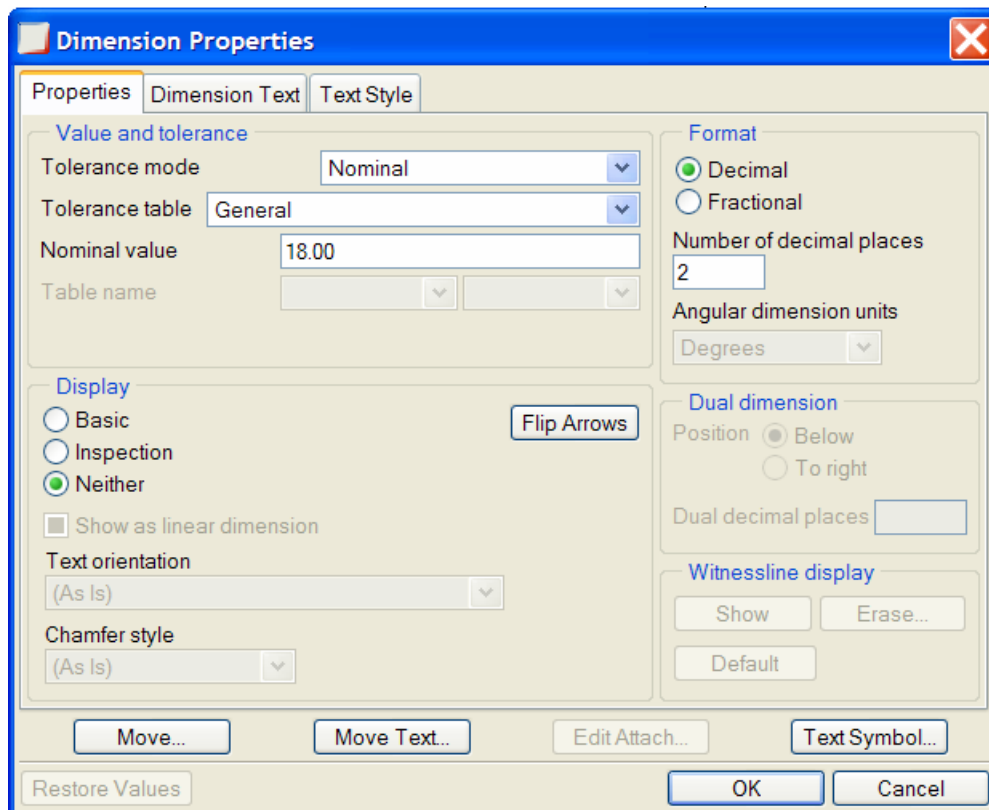 Dimension Properties
Properties Dimension Text Text Style
Value and tolerance
Tolerance mode Nominal
Tolerance table General
Nominal value 18.00
Table name
Format
Decimal
Fractional
Number of decimal places
2
Angular dimension units
Degrees
Display
Basic
Inspection
Neither
Flip Arrows
Show as linear dimension
Text orientation
(As Is)
Chamfer style
(As Is)
Dual dimension
Position Below
To right
Dual decimal places
Witnessline display
Show Erase...
Default
Move... Move Text... Edit Attach... Text Symbol...
Restore Values OK Cancel